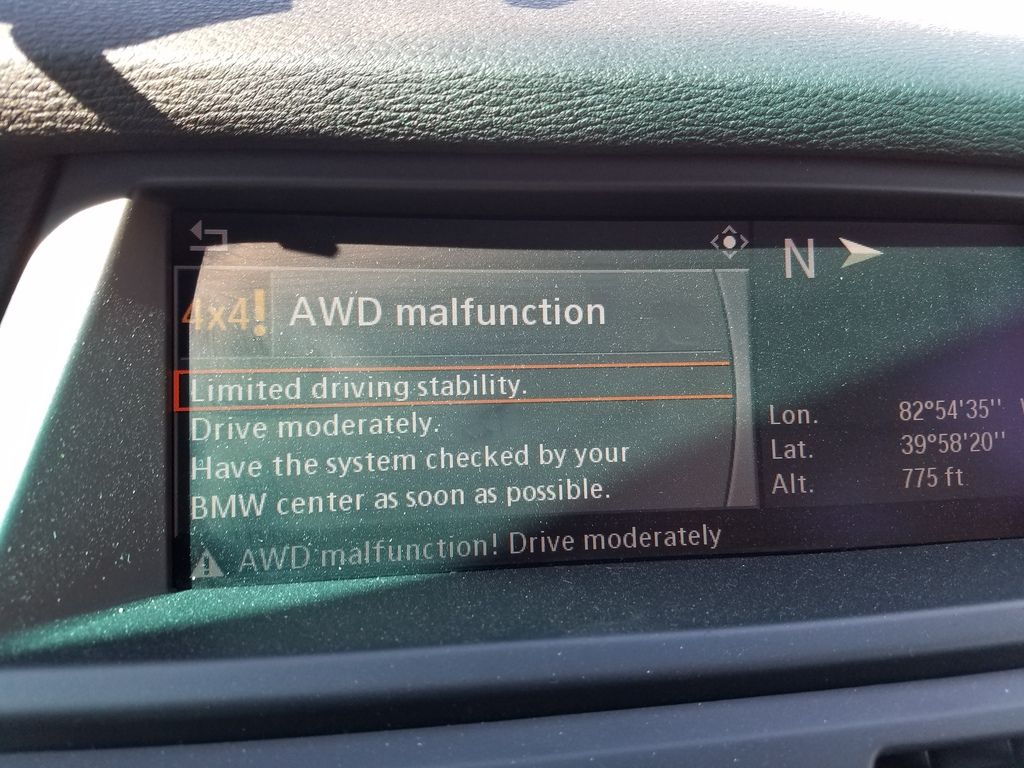 N
4x4! AWD malfunction
Limited driving stability.
Drive moderately.
Have the system checked by your
BMW center as soon as possible.
AWD malfunction! Drive moderately
Lon. 82°54'35"
Lat. 39°58'20"
Alt. 775 ft